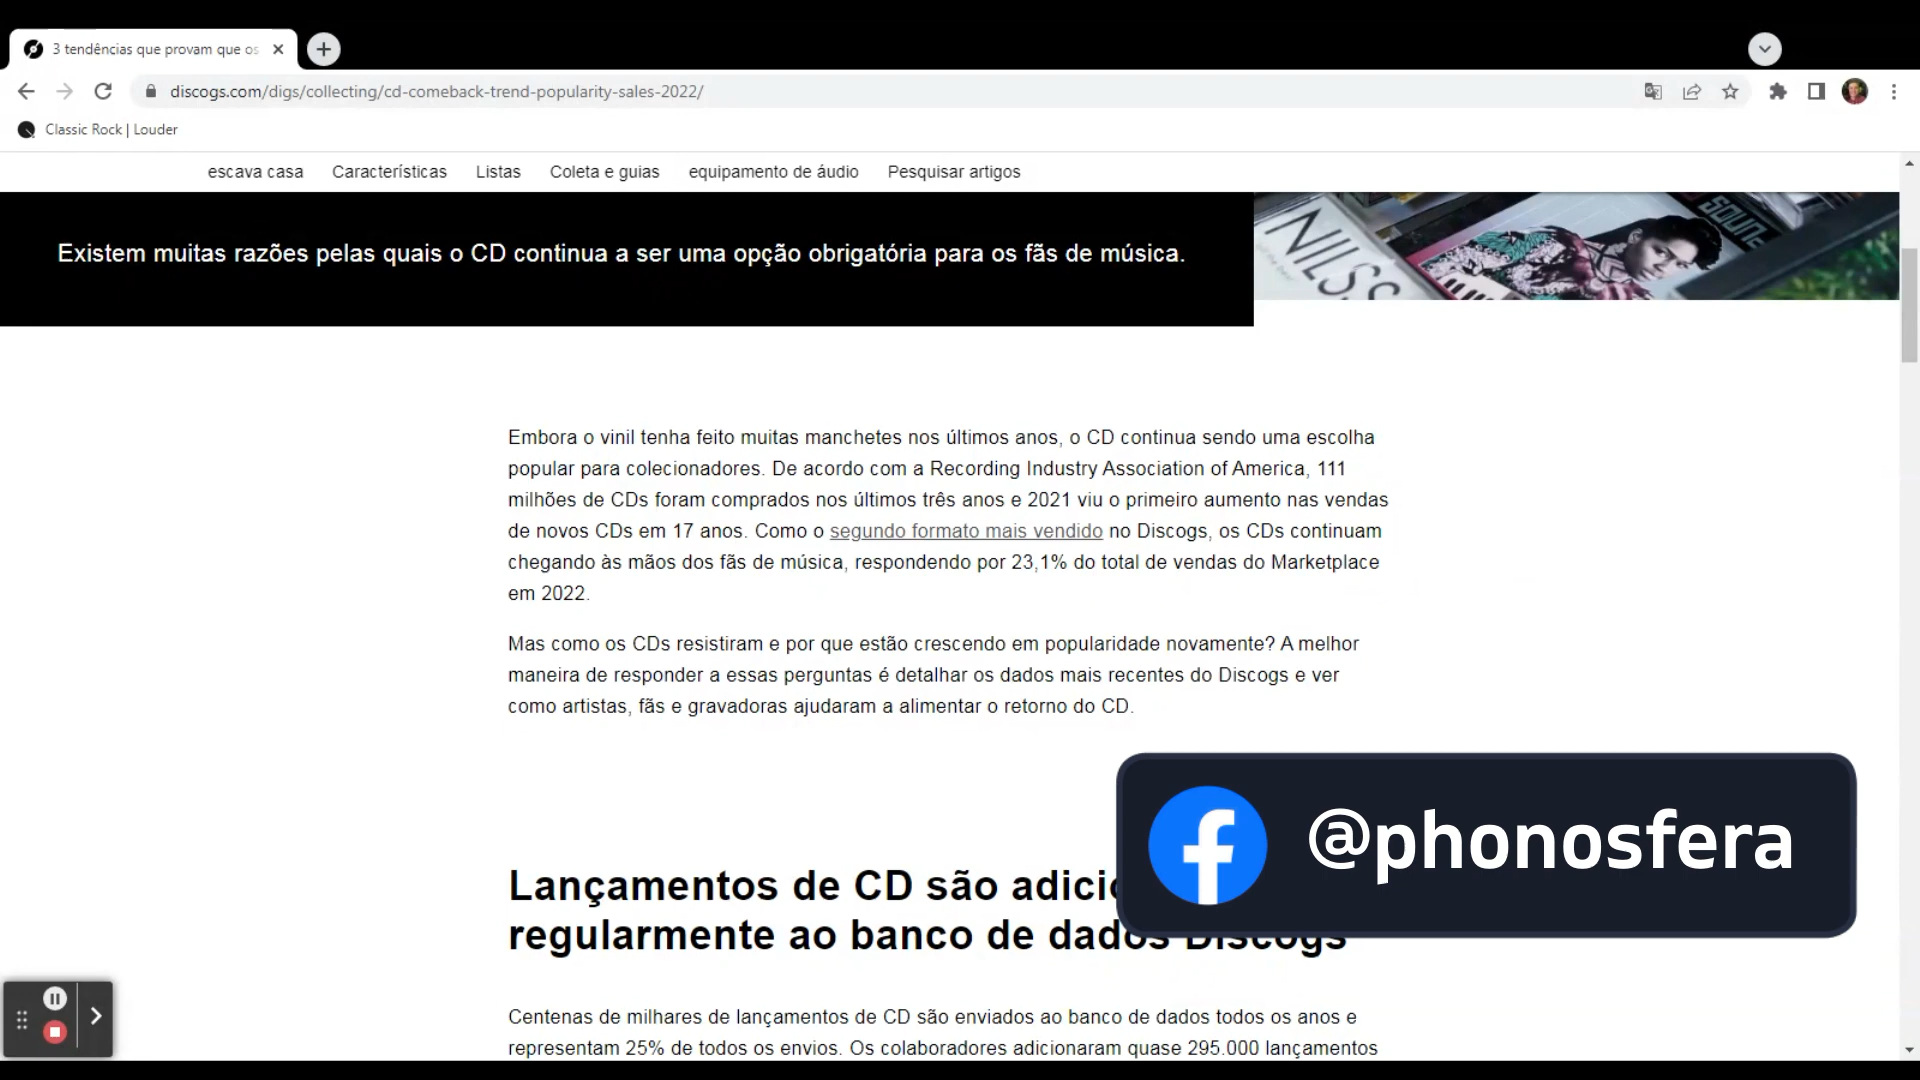 3 tendências que provam que os
discogs.com/digs/collecting/cd-comeback-trend-popularity-sales-2022/
Classic Rock | Louder
escava casa Características Listas Coleta e guias equipamento de áudio Pesquisar artigos
Existem muitas razões pelas quais o CD continua a ser uma opção obrigatória para os fãs de música.
NILSS
SOUN
Embora o vinil tenha feito muitas manchetes nos últimos anos, o CD continua sendo uma escolha
popular para colecionadores. De acordo com a Recording Industry Association of America, 111
milhões de CDs foram comprados nos últimos três anos e 2021 viu o primeiro aumento nas vendas
de novos CDs em 17 anos. Como o segundo formato mais vendido no Discogs, os CDs continuam
chegando às mãos dos fãs de música, respondendo por 23,1% do total de vendas do Marketplace
em 2022.
Mas como os CDs resistiram e por que estão crescendo em popularidade novamente? A melhor
maneira de responder a essas perguntas é detalhar os dados mais recentes do Discogs e ver
como artistas, fãs e gravadoras ajudaram a alimentar o retorno do CD.
@phonosfera
Lançamentos de CD são adici
regularmente ao banco de dados Discogs
Centenas de milhares de lançamentos de CD são enviados ao banco de dados todos os anos e
representam 25% de todos os envios. Os colaboradores adicionaram quase 295.000 lançamentos